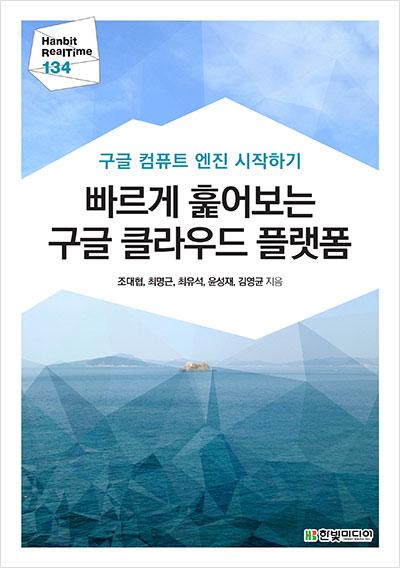 Hanbit
RealTime
134
구글 컴퓨트 엔진 시작하기
빠르게 훑어보는
구글 클라우드 플랫폼
조대협, 최명근, 최유석, 윤성재, 김영균 지음
HB 한빛미디어